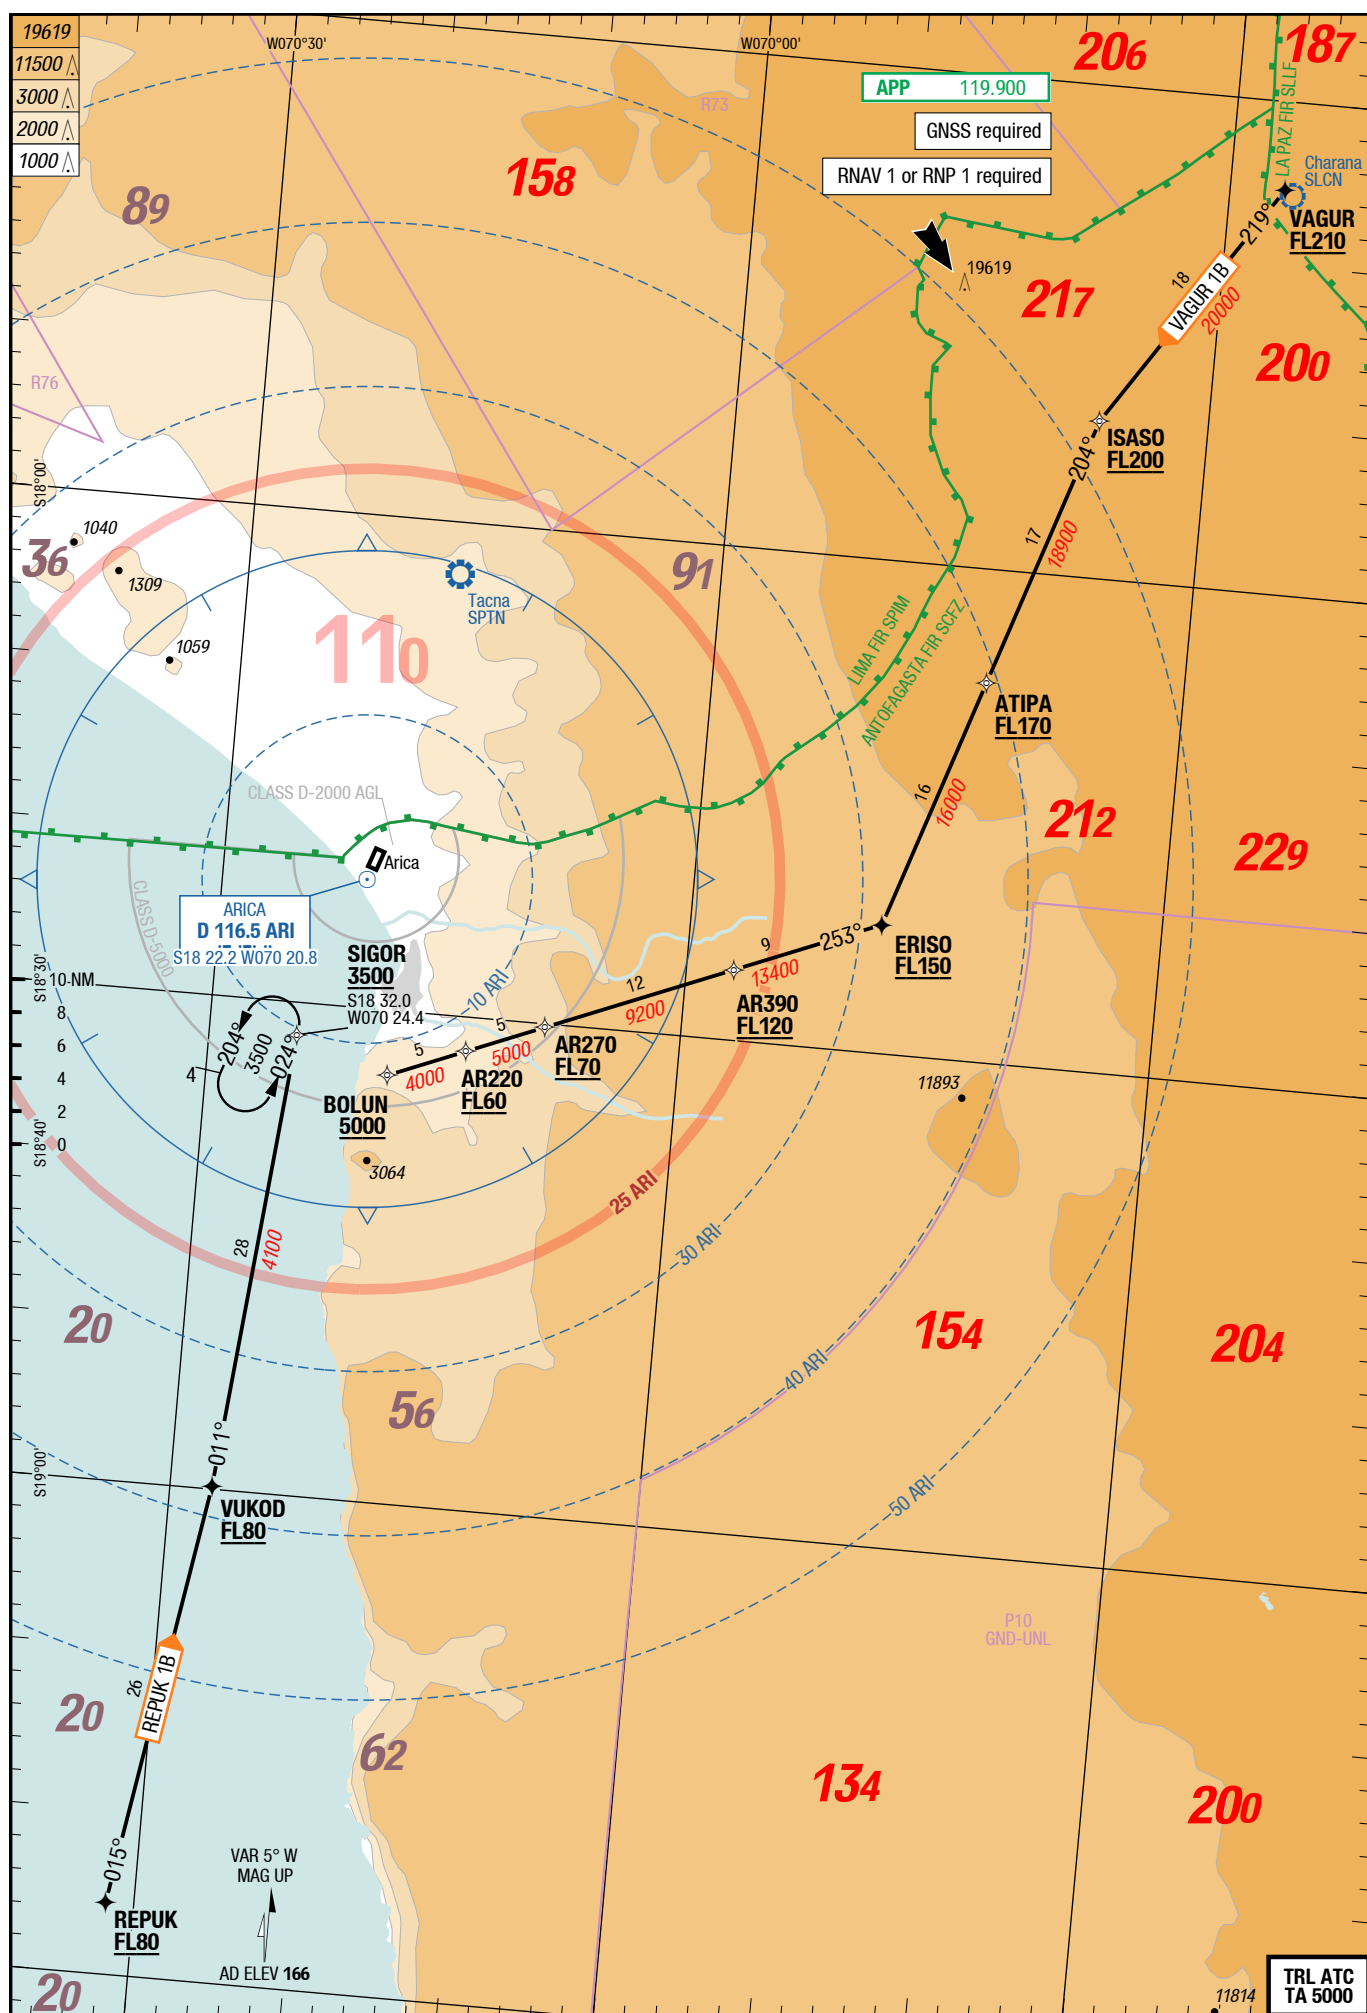 19619
11500
3000
2000
1000
W070°30'
W070°00'
206
187
APP 119.900
GNSS required
RNAV 1 or RNP 1 required
R73
158
89
LA PAZ FIR SLLF
Charana
SLCN
VAGUR
FL210
219°
18
VAGUR 1B
20000
19619
217
200
R76
ISASO
FL200
204°
17
18900
S18°00'
1040
36
1309
1059
Tacna
SPTN
91
110
LIMA FIR SPIM
ANTOFAGASTA FIR SCFZ
ATIPA
FL170
16
16000
212
229
CLASS D-2000 AGL
Arica
CLASS D-5000
ARICA
D 116.5 ARI
S18 22.2 W070 20.8
SIGOR
3500
S18 32.0
W070 24.4
10 ARI
253°
ERISO
FL150
9
13400
AR390
FL120
12
9200
AR270
FL70
5
5000
AR220
FL60
5
4000
BOLUN
5000
S18°30'
10 NM
8
6
4
2
0
S18°40'
204°
3500
024°
4
3064
11893
25 ARI
30 ARI
28
4100
20
154
204
40 ARI
56
50 ARI
011°
S19°00'
VUKOD
FL80
P10
GND-UNL
26
REPUK 1B
20
62
134
200
015°
VAR 5° W
MAG UP
REPUK
FL80
AD ELEV 166
20
11814
TRL ATC
TA 5000